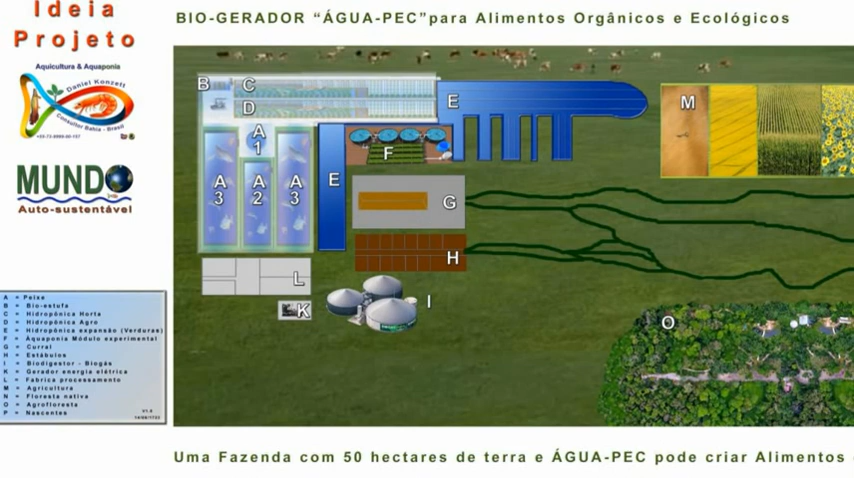 Ideia
Projeto
BIO-GERADOR “ÁGUA-PEC”para Alimentos Orgânicos e Ecológicos
Aquicultura & Aquaponia
Daniel Konzett
Consultor Bahia - Brasil
MUNDO
Auto-sustentável
B
C
D
E
A
1
A
3
A
2
A
3
E
F
G
H
L
K
I
M
O
A = Peixe
B = Bio-estufa
C = Hidropônica Horta
D = Hidropônica Agro
E = Hidropônica expansão (Verduras)
F = Aquaponia Módulo experimental
G = Curral
H = Estábulos
I = Biodigestor - Biogás
K = Gerador energia elétrica
L = Fabrica processamento
M = Agricultura
N = Floresta nativa
O = Agrofloresta
P = Nascentes
Uma Fazenda com 50 hectares de terra e ÁGUA-PEC pode criar Alimentos